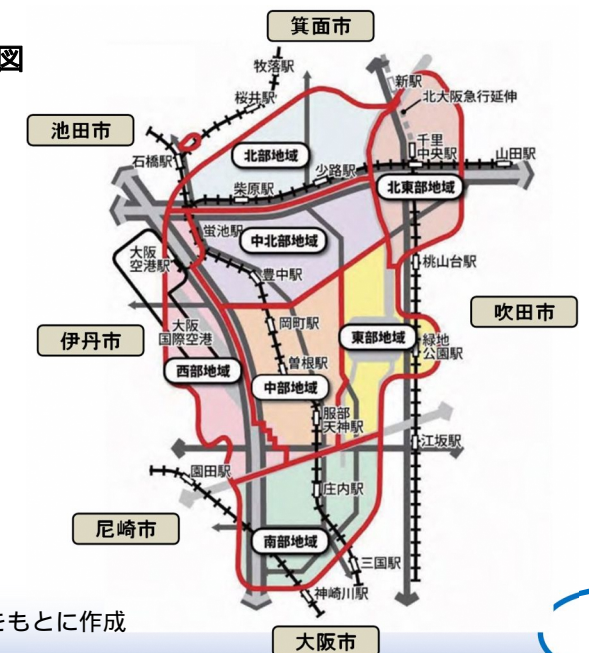 箕面市
図
牧落駅
新駅
桜井駅
北大阪急行延伸
池田市
石橋駅
北部地域
千里
中央駅
山田駅
少路駅
柴原駅
北東部地域
蛍池駅
中北部地域
大阪
空港駅
豊中駅
桃山台駅
吹田市
大阪
国際空港
岡町駅
伊丹市
東部地域
緑地
公園駅
西部地域
曽根駅
中部地域
服部
天神駅
江坂駅
園田駅
庄内駅
尼崎市
南部地域
三国駅
神崎川駅
をもとに作成
大阪市